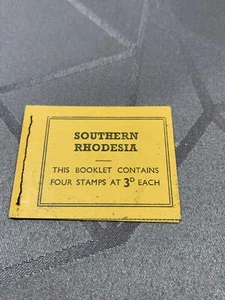 SOUTHERN
RHODESIA
THIS BOOKLET CONTAINS
FOUR STAMPS AT 3D EACH